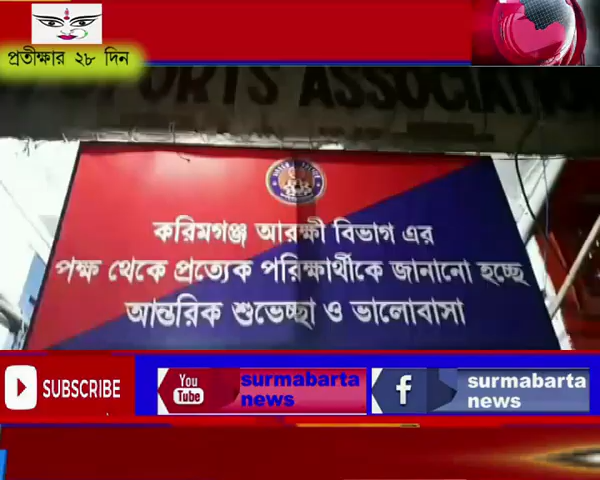 প্রতীক্ষার ২৮ দিন
SPORTS ASSOCIATION
করিমগঞ্জ আরক্ষী বিভাগ এর
পক্ষ থেকে প্রত্যেক পরিক্ষার্থীকে জানানো হচ্ছে
আন্তরিক শুভেচ্ছা ও ভালোবাসা
SUBSCRIBE
You Tube
surmabarta
news
surmabarta
news